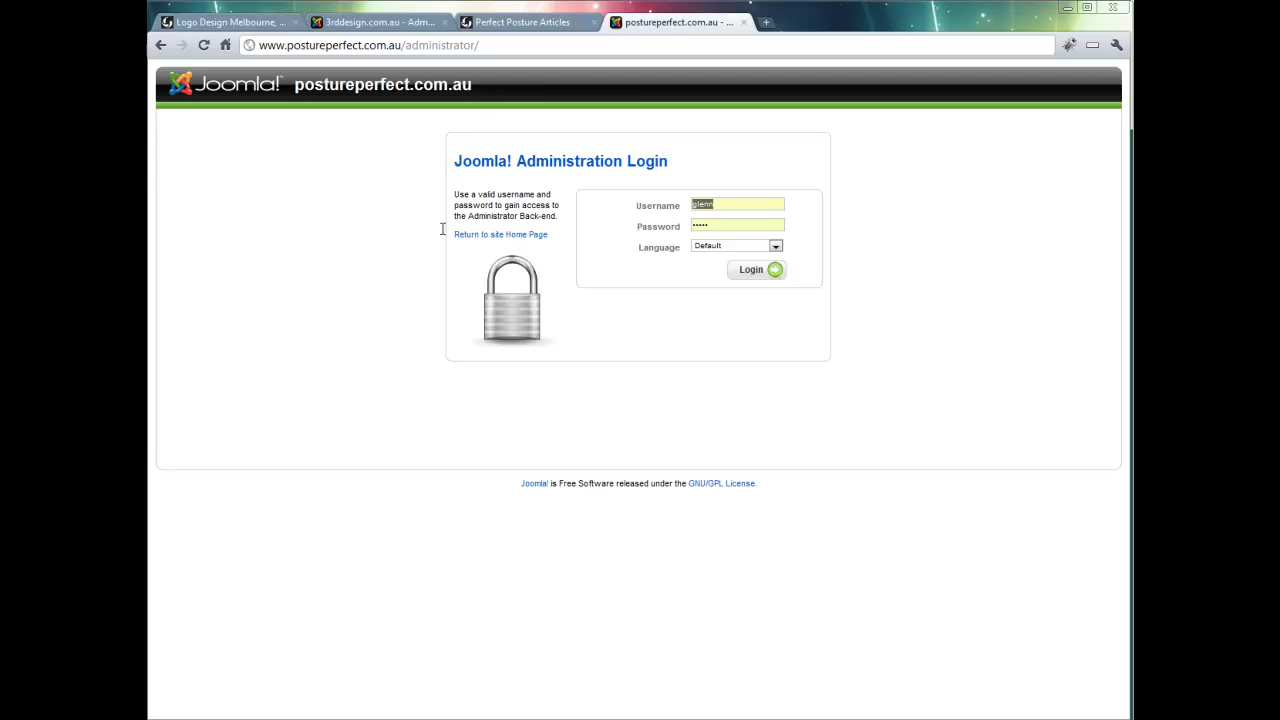 Logo Design Melbourne, ...
3rddesign.com.au - Adm...
Perfect Posture Articles
postureperfect.com.au - ...
www.postureperfect.com.au/administrator/
Joomla!
postureperfect.com.au
Joomla! Administration Login
Use a valid username and
password to gain access to
the Administrator Back-end.
Return to site Home Page
Username glenn
Password •••••
Language Default
Login
Joomla! is Free Software released under the GNU/GPL License.